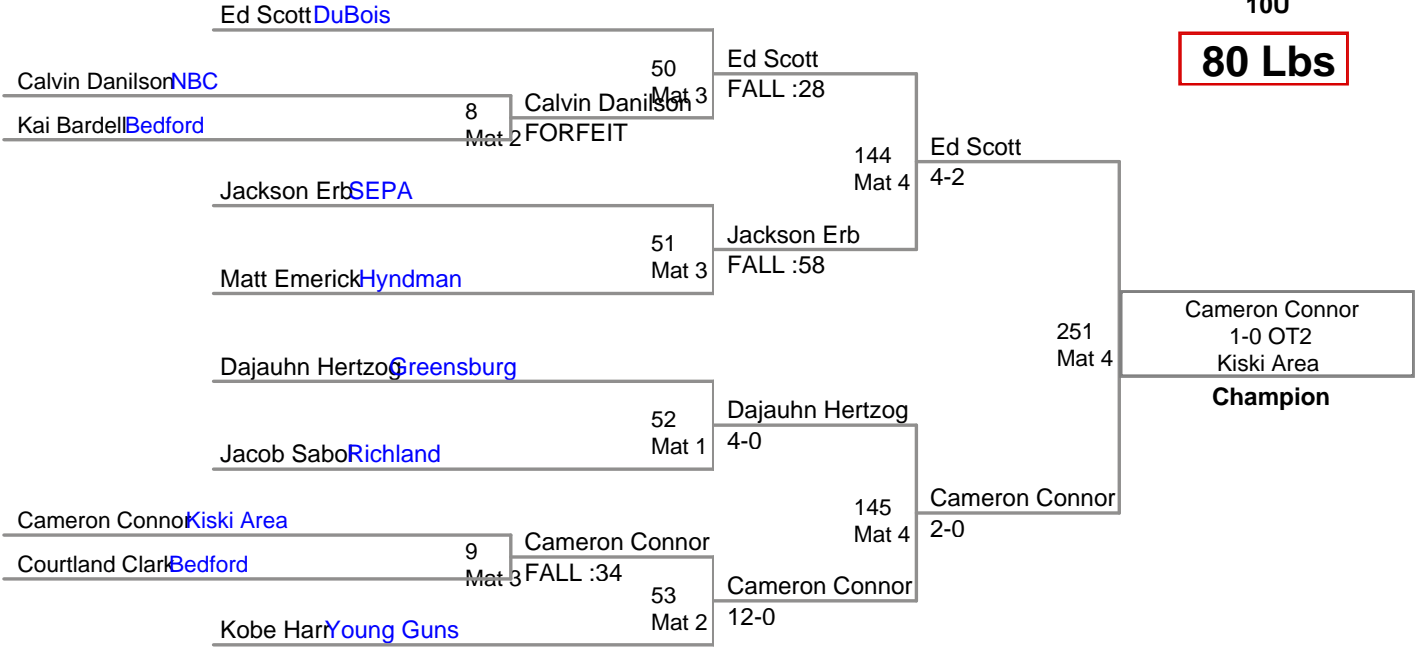 10U
80 Lbs
Ed Scott DuBois
Calvin Danilson NBC
Kai Bardell Bedford
8
Mat 2
Calvin Danilson
FORFEIT
50
Mat 3
Ed Scott
FALL :28
Jackson Erb SEPA
Matt Emerick Hyndman
51
Mat 3
Jackson Erb
FALL :58
144
Mat 4
Ed Scott
4-2
Dajauhn Hertzog Greensburg
Jacob Sabol Richland
52
Mat 1
Dajauhn Hertzog
4-0
Cameron Connor Kiski Area
Courtland Clark Bedford
9
Mat 3
Cameron Connor
FALL :34
Kobe Harr Young Guns
53
Mat 2
Cameron Connor
12-0
145
Mat 4
Cameron Connor
2-0
251
Mat 4
Cameron Connor
1-0 OT2
Kiski Area
Champion